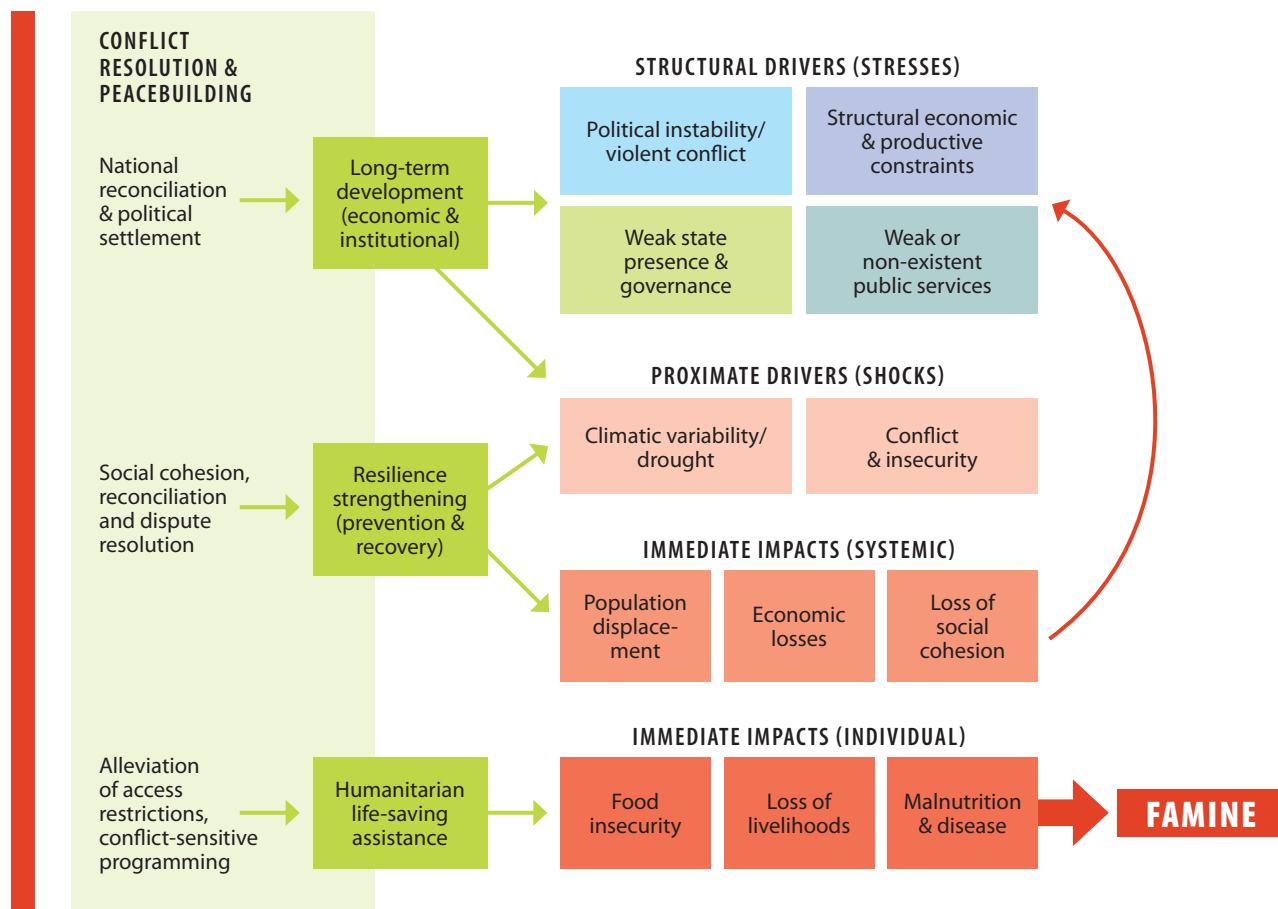 CONFLICT
RESOLUTION &
PEACEBUILDING
National
reconciliation
& political
settlement
Long-term
development
(economic &
institutional)
STRUCTURAL DRIVERS (STRESSES)
Political instability/
violent conflict
Structural economic
& productive
constraints
Weak state
presence &
governance
Weak or
non-existent
public services
PROXIMATE DRIVERS (SHOCKS)
Climatic variability/
drought
Conflict
& insecurity
Social cohesion,
reconciliation
and dispute
resolution
Resilience
strengthening
(prevention &
recovery)
IMMEDIATE IMPACTS (SYSTEMIC)
Population
displace-
ment
Economic
losses
Loss of
social
cohesion
IMMEDIATE IMPACTS (INDIVIDUAL)
Alleviation
of access
restrictions,
conflict-sensitive
programming
Humanitarian
life-saving
assistance
Food
insecurity
Loss of
livelihoods
Malnutrition
& disease
FAMINE